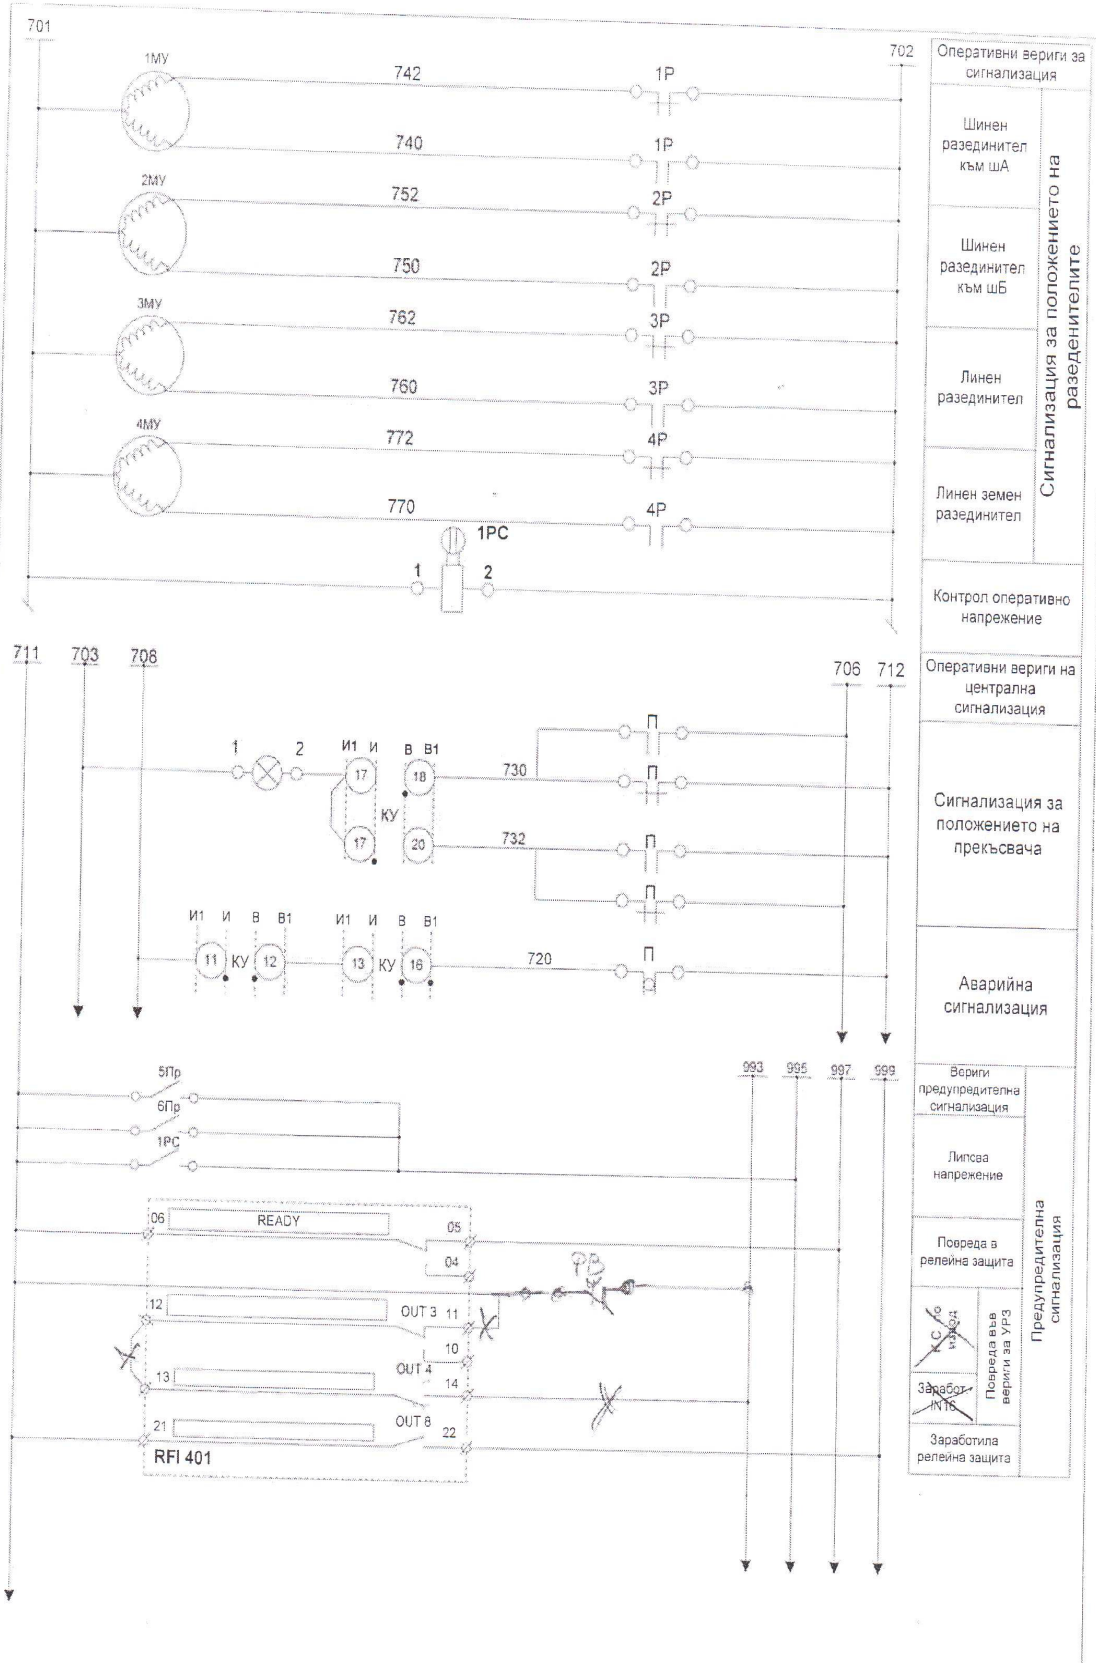 701
702
Оперативни вериги за
сигнализация
1МУ
742
1Р
740
1Р
Шинен
разединител
към шА
2МУ
752
2Р
750
2Р
Шинен
разединител
към шБ
3МУ
762
3Р
760
3Р
Линен
разединител
4МУ
772
4Р
770
4Р
Линен земен
разединител
Сигнализация за положението на
разеденителите
1РС
1
2
Контрол оперативно
напрежение
711
703
708
706
712
Оперативни вериги на
централна
сигнализация
1
2
И1 И
В В1
17
18
КУ
17
20
730
П
П
732
П
П
Сигнализация за
положението на
прекъсвача
И1 И В В1
И1 И В В1
11
КУ
12
13
КУ
16
720
П
Аварийна
сигнализация
993
995
997
999
Вериги
предупредителна
сигнализация
5Пр
6Пр
1РС
Липсва
напрежение
06
READY
05
04
Повреда в
релейна защита
РВ
12
OUT 3
11
10
КС по
изход
13
OUT 4
14
Заработ.
IN16
Повреда във
вериги за УРЗ
21
OUT 8
22
RFI 401
Заработила
релейна защита
Предупредителна
сигнализация